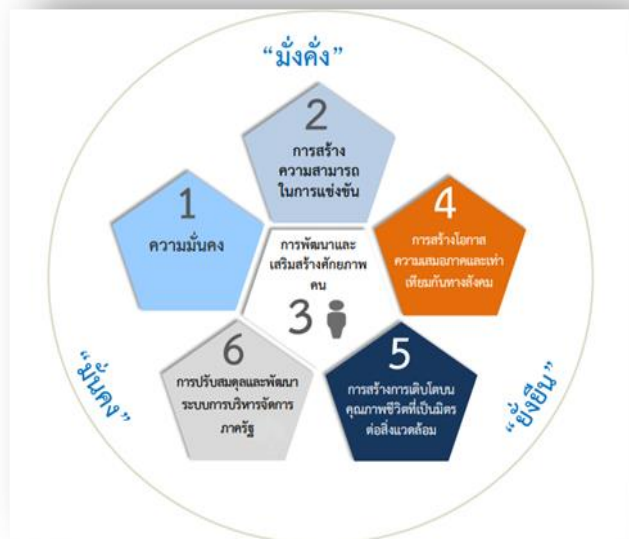 “มั่งคั่ง”
2
การสร้าง
ความสามารถ
ในการแข่งขัน
1
ความมั่นคง
การพัฒนาและ
เสริมสร้างศักยภาพ
คน
3
4
การสร้างโอกาส
ความเสมอภาคและเท่า
เทียมกันทางสังคม
6
การปรับสมดุลและพัฒนา
ระบบการบริหารจัดการ
ภาครัฐ
5
การสร้างการเติบโตบน
คุณภาพชีวิตที่เป็นมิตร
ต่อสิ่งแวดล้อม
“มั่นคง”
“ยั่งยืน”